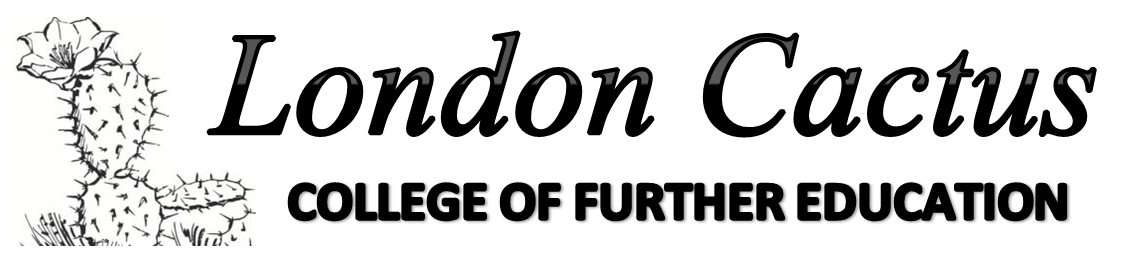 London Cactus
COLLEGE OF FURTHER EDUCATION